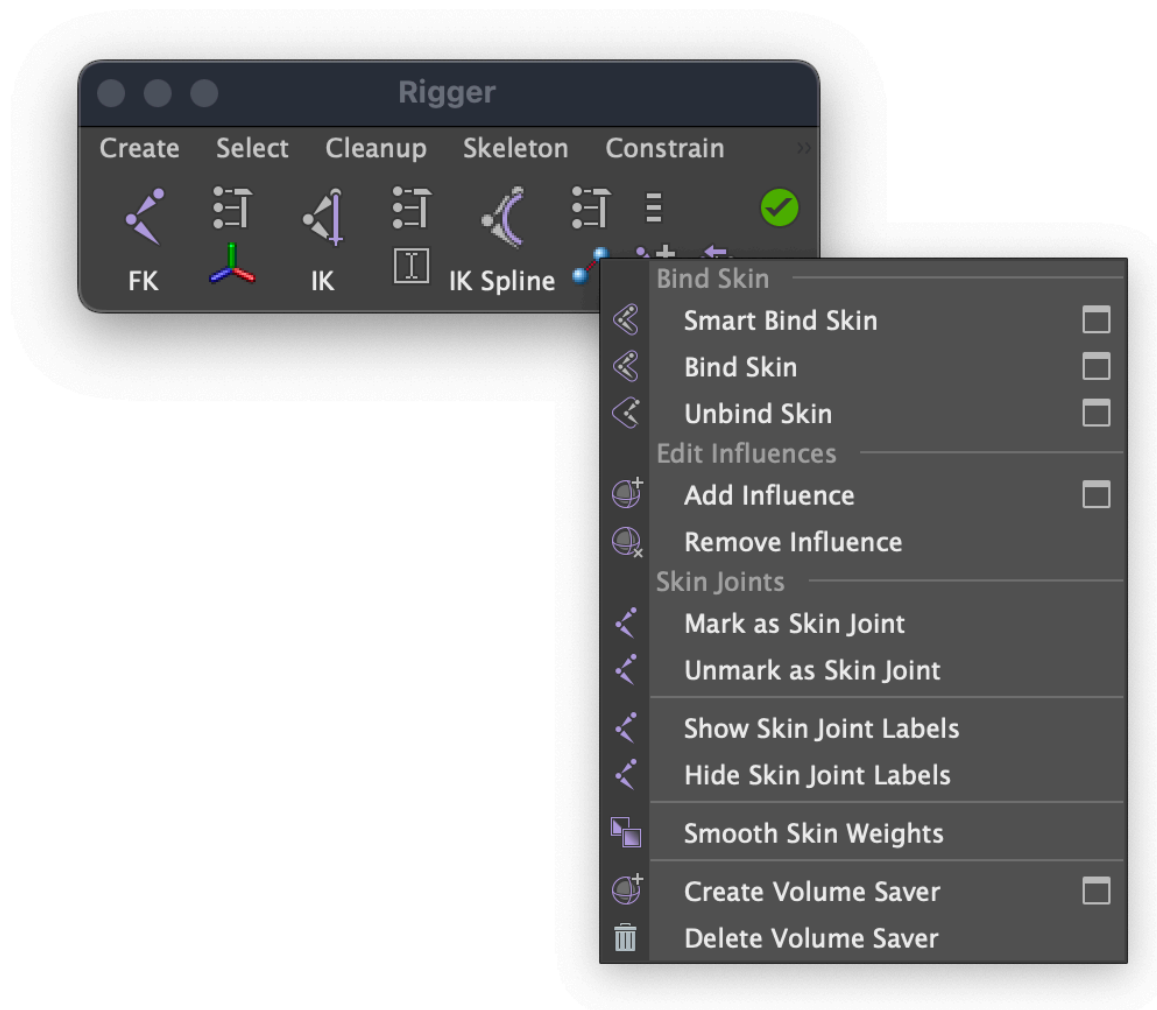 Rigger
Create Select Cleanup Skeleton Constrain »
FK IK IK Spline
Bind Skin
Smart Bind Skin
Bind Skin
Unbind Skin
Edit Influences
Add Influence
Remove Influence
Skin Joints
Mark as Skin Joint
Unmark as Skin Joint
Show Skin Joint Labels
Hide Skin Joint Labels
Smooth Skin Weights
Create Volume Saver
Delete Volume Saver